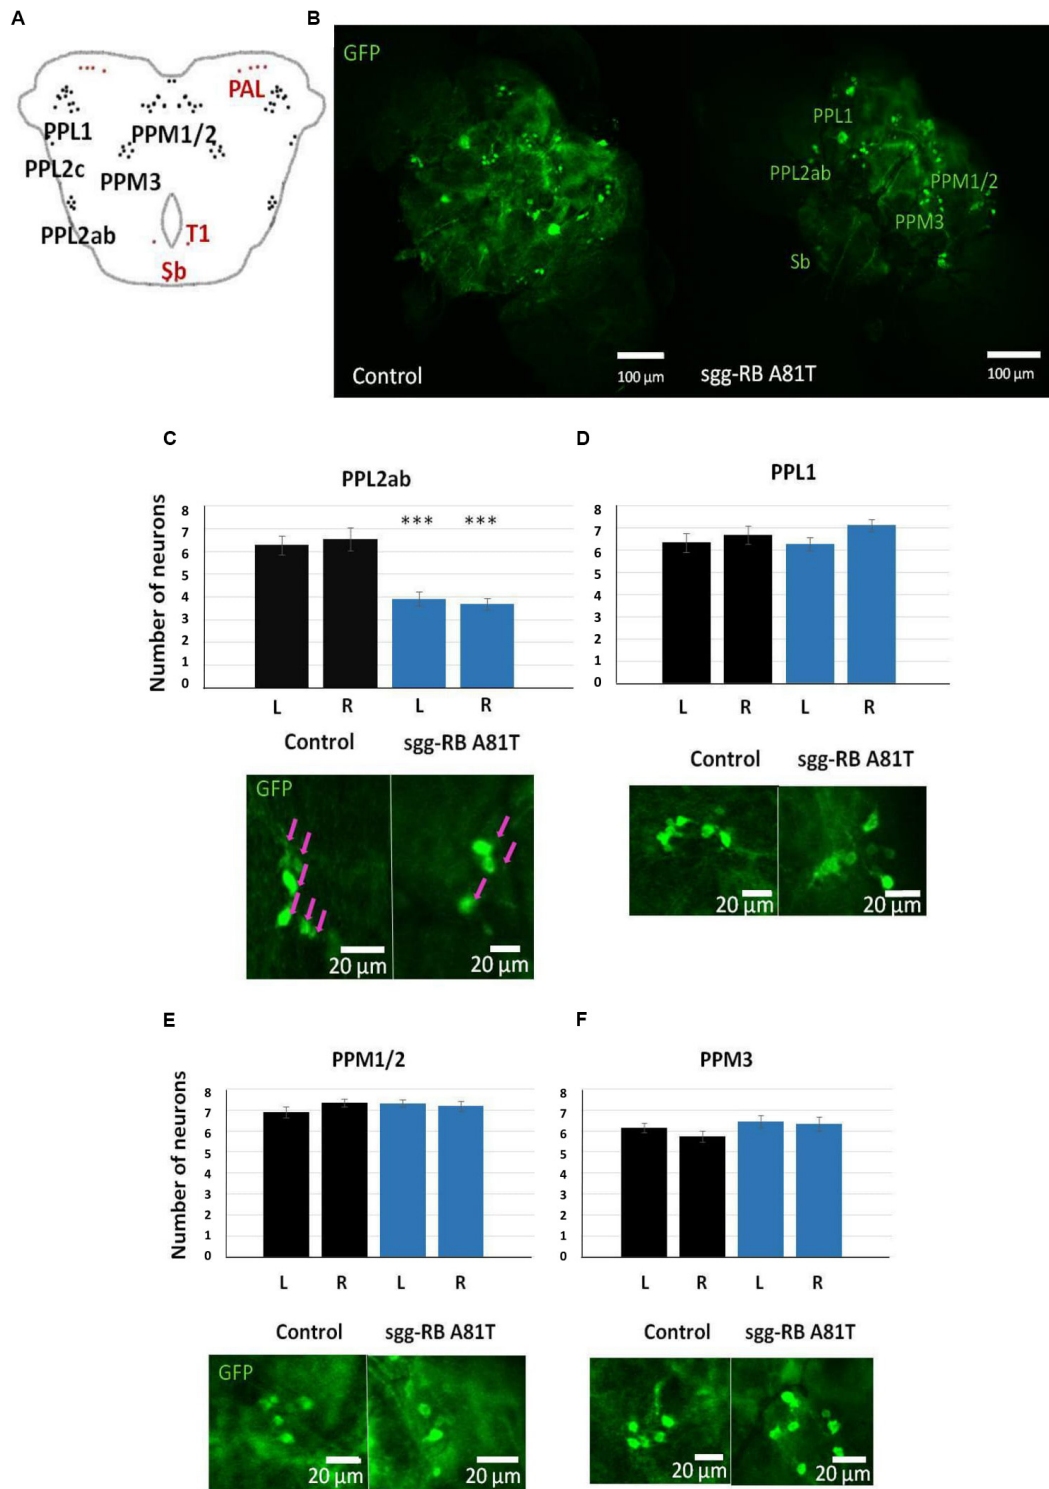 A
PAL
PPL1
PPM1/2
PPL2c
PPM3
PPL2ab
T1
Sb
B
GFP
PPL1
PPL2ab
PPM1/2
PPM3
Sb
Control
100 µm
sgg-RB A81T
100 µm
C
PPL2ab
Number of neurons
8
7
6
5
4
3
2
1
0
*** ***
L R L R
Control sgg-RB A81T
GFP
20 µm
20 µm
D
PPL1
8
7
6
5
4
3
2
1
0
L R L R
Control sgg-RB A81T
20 µm
20 µm
E
PPM1/2
Number of neurons
8
7
6
5
4
3
2
1
0
L R L R
Control sgg-RB A81T
GFP
20 µm
20 µm
F
PPM3
8
7
6
5
4
3
2
1
0
L R L R
Control sgg-RB A81T
20 µm
20 µm